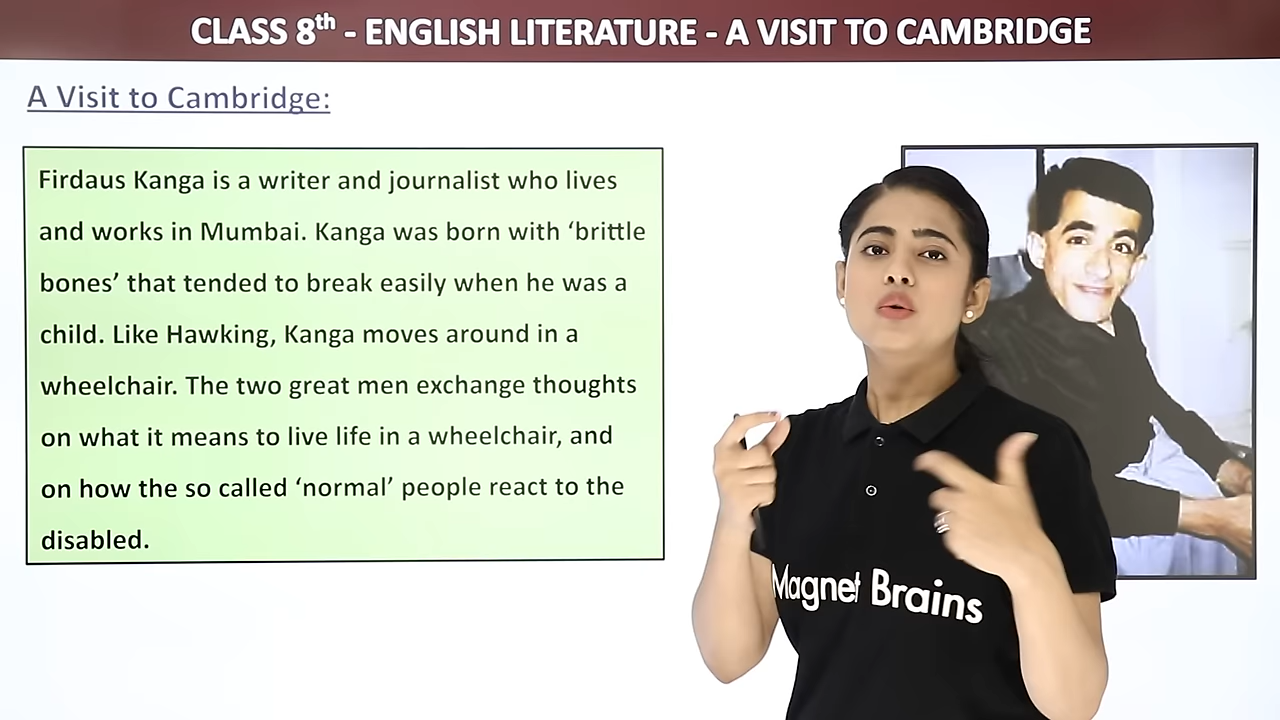 CLASS 8th - ENGLISH LITERATURE - A VISIT TO CAMBRIDGE
A Visit to Cambridge:
Firdaus Kanga is a writer and journalist who lives
and works in Mumbai. Kanga was born with ‘brittle
bones’ that tended to break easily when he was a
child. Like Hawking, Kanga moves around in a
wheelchair. The two great men exchange thoughts
on what it means to live life in a wheelchair, and
on how the so called ‘normal’ people react to the
disabled.
Magnet Brains